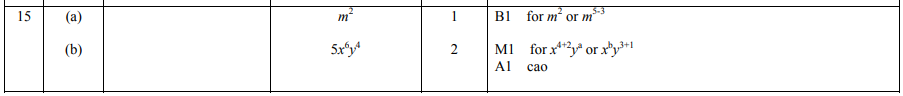 15 (a) m² 1 B1 for m² or m⁵⁻³
(b) 5x⁶y⁴ 2 M1 for x⁴⁺²yᵃ or xᵇy³⁺¹
A1 cao